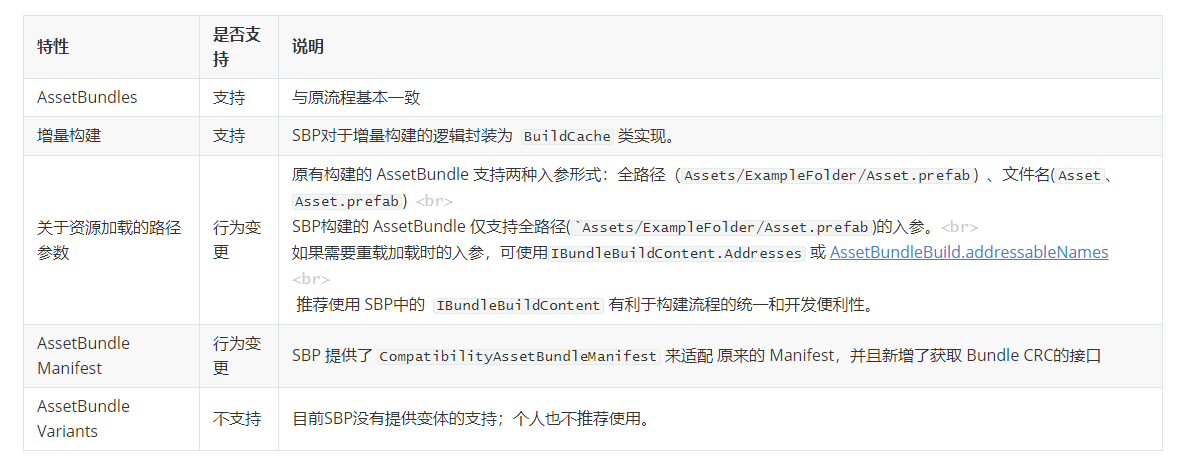 特性
是否支
持
说明
AssetBundles
支持
与原流程基本一致
增量构建
支持
SBP对于增量构建的逻辑封装为 BuildCache 类实现。
关于资源加载的路径
参数
行为变
更
原有构建的 AssetBundle 支持两种入参形式：全路径（Assets/ExampleFolder/Asset.prefab）、文件名(Asset、
Asset.prefab) <br>
SBP构建的 AssetBundle 仅支持全路径(`Assets/ExampleFolder/Asset.prefab)的入参。<br>
如果需要重载加载时的入参，可使用IBundleBuildContent.Addresses 或 AssetBundleBuild.addressableNames
<br>
推荐使用 SBP中的 IBundleBuildContent 有利于构建流程的统一和开发便利性。
AssetBundle
Manifest
行为变
更
SBP 提供了 CompatibilityAssetBundleManifest 来适配 原来的 Manifest，并且新增了获取 Bundle CRC的接口
AssetBundle
Variants
不支持
目前SBP没有提供变体的支持；个人也不推荐使用。